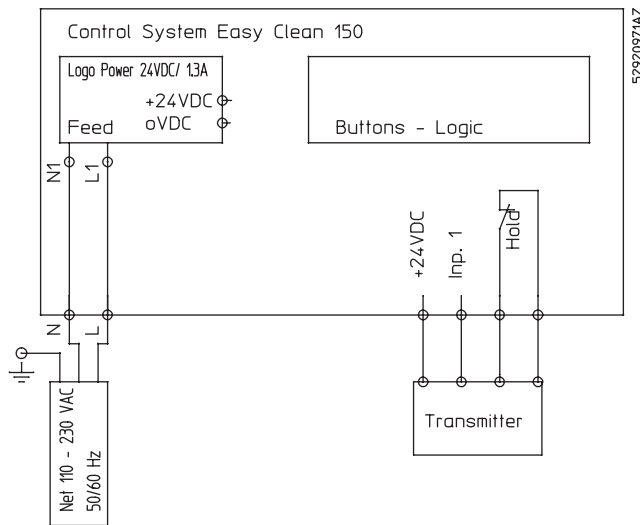 Control System Easy Clean 150
Logo Power 24VDC/ 1.3A
+24VDC
oVDC
Feed
Buttons - Logic
N1
L1
+24VDC
Inp. 1
Hold
N
L
Net 110 - 230 VAC
50/60 Hz
Transmitter
52920971AZ